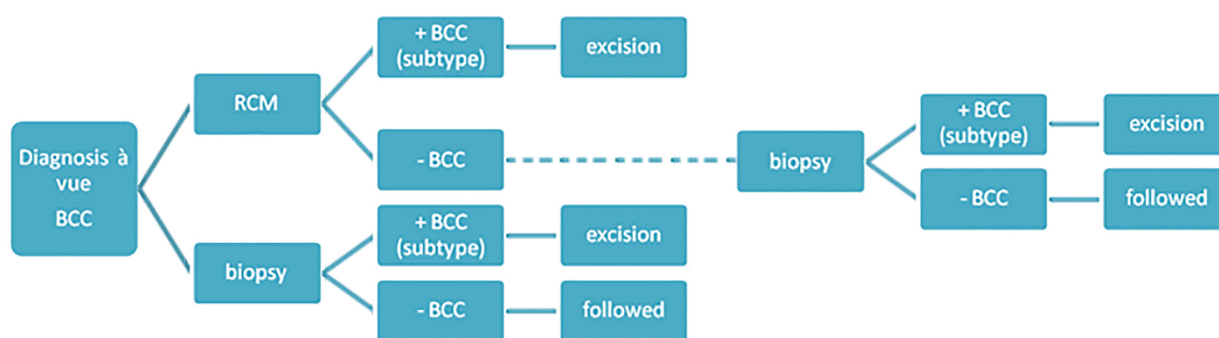 Diagnosis à
vue
BCC
RCM
+ BCC
(subtype)
excision
- BCC
biopsy
+ BCC
(subtype)
excision
- BCC
followed
biopsy
+ BCC
(subtype)
excision
- BCC
followed